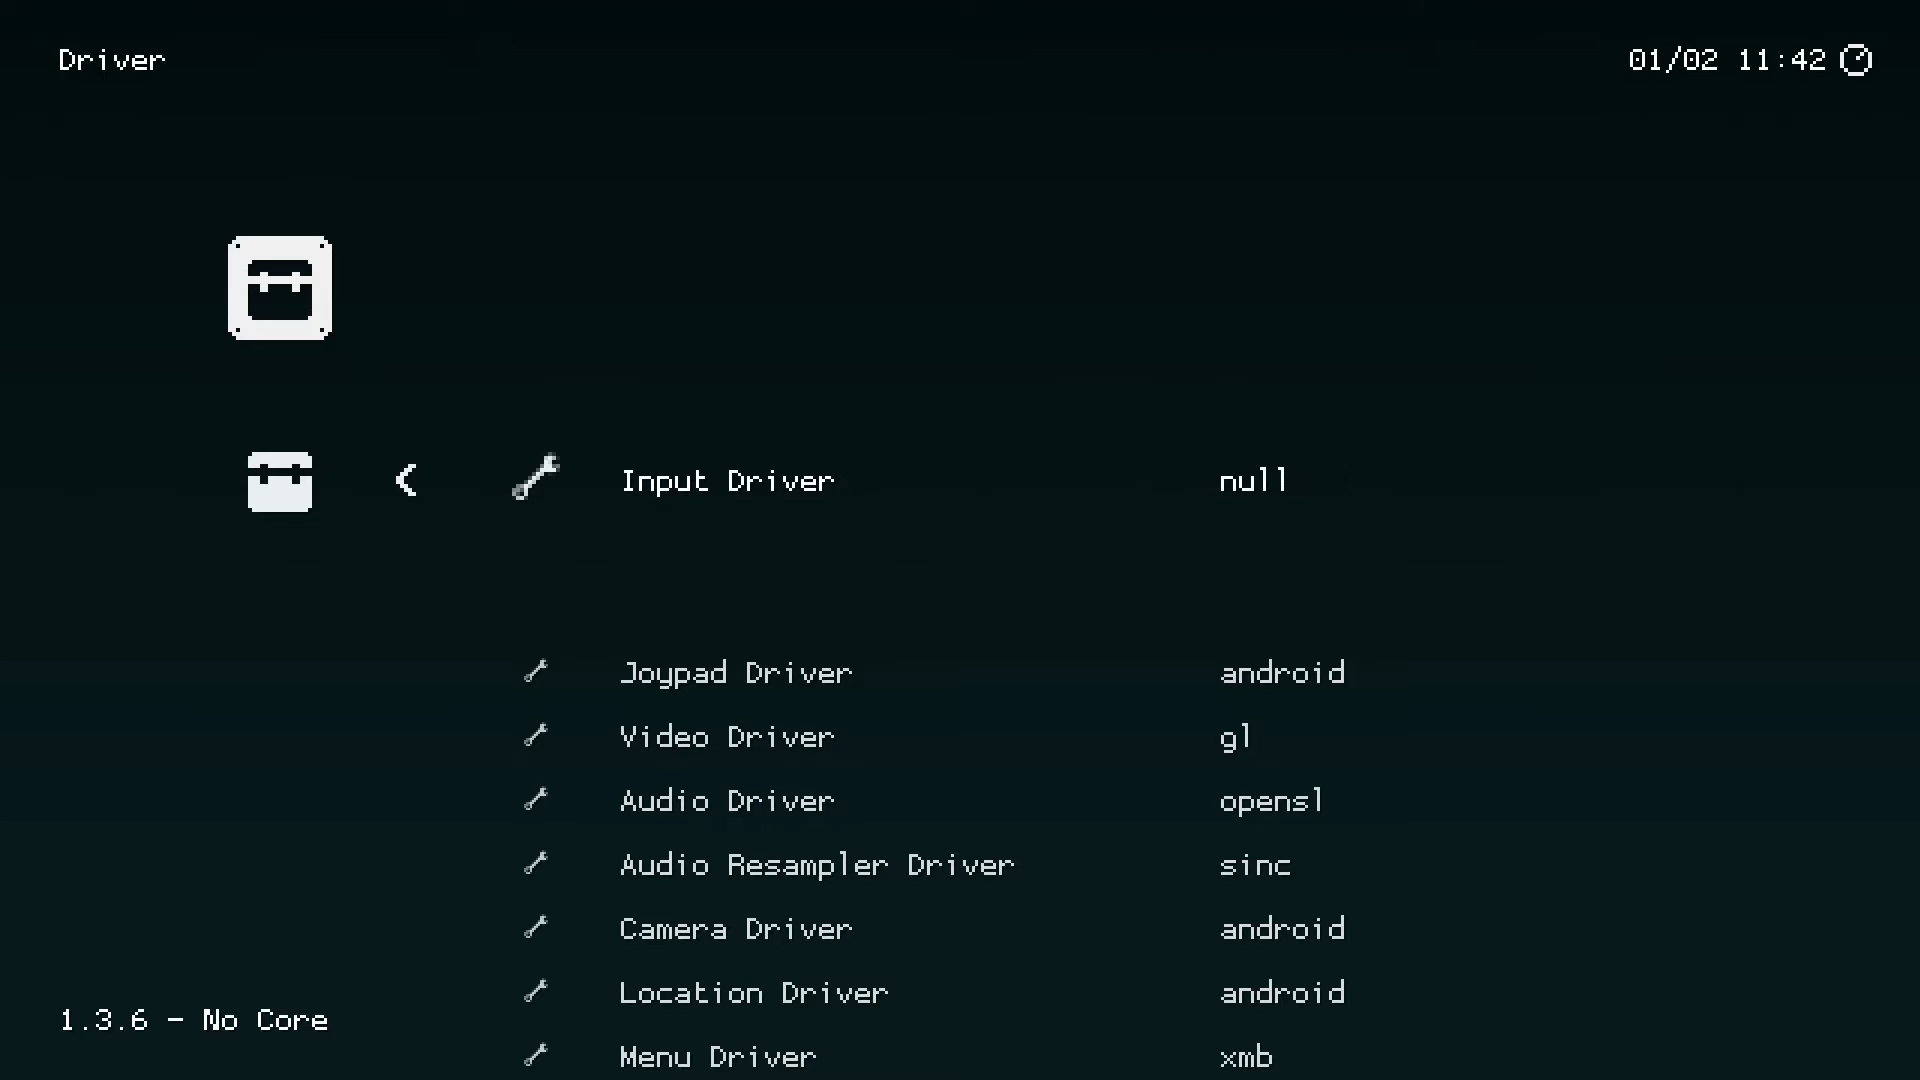 Driver
01/02 11:42
Input Driver null
Joypad Driver android
Video Driver gl
Audio Driver opensl
Audio Resampler Driver sinc
Camera Driver android
Location Driver android
1.3.6 - No Core
Menu Driver xmb